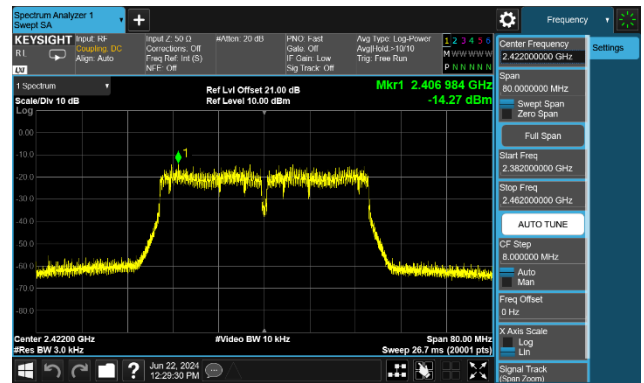 Spectrum Analyzer 1
Swept SA
Frequency
KEYSIGHT
RL
LXI
Input: RF
Coupling: DC
Align: Auto
Input Z: 50 Ω
Corrections: Off
Freq Ref: Int (S)
NFE: Off
#Atten: 20 dB
PNO: Fast
Gate: Off
IF Gain: Low
Sig Track: Off
Avg Type: Log-Power
Avg|Hold:>10/10
Trig: Free Run
1 2 3 4 5 6
M W W W W W
P N N N N N
1 Spectrum
Scale/Div 10 dB
Log
Ref Lvl Offset 21.00 dB
Ref Level 10.00 dBm
Mkr1 2.406 984 GHz
-14.27 dBm
0.00
-10.0
-20.0
-30.0
-40.0
-50.0
-60.0
-70.0
-80.0
1
Center 2.42200 GHz
#Res BW 3.0 kHz
#Video BW 10 kHz
Span 80.00 MHz
Sweep 26.7 ms (20001 pts)
Jun 22, 2024
12:29:30 PM
?
Center Frequency
2.422000000 GHz
Settings
Span
80.0000000 MHz
Swept Span
Zero Span
Full Span
Start Freq
2.382000000 GHz
Stop Freq
2.462000000 GHz
AUTO TUNE
CF Step
8.000000 MHz
Auto
Man
Freq Offset
0 Hz
X Axis Scale
Log
Lin
Signal Track
(Span Zoom)